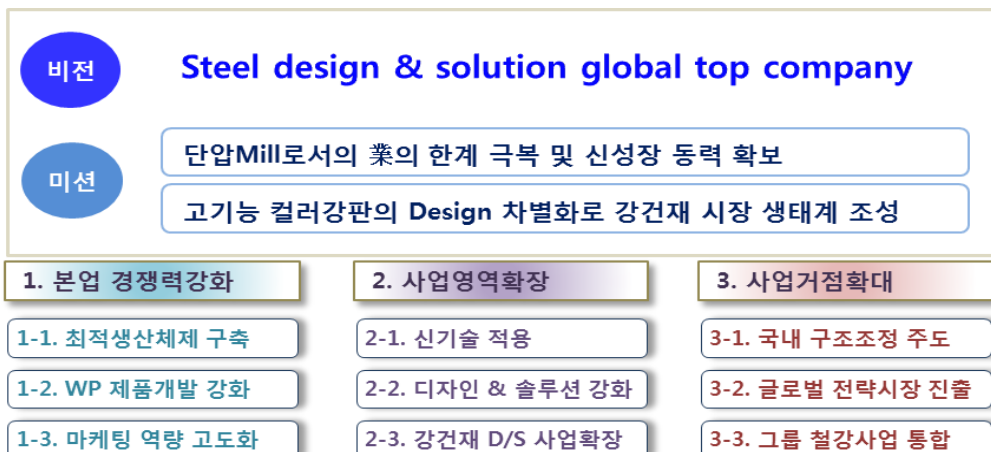 비전
Steel design & solution global top company
미션
단압Mill로서의 業의 한계 극복 및 신성장 동력 확보
고기능 컬러강판의 Design 차별화로 강건재 시장 생태계 조성
1. 본업 경쟁력강화
1-1. 최적생산체제 구축
1-2. WP 제품개발 강화
1-3. 마케팅 역량 고도화
2. 사업영역확장
2-1. 신기술 적용
2-2. 디자인 & 솔루션 강화
2-3. 강건재 D/S 사업확장
3. 사업거점확대
3-1. 국내 구조조정 주도
3-2. 글로벌 전략시장 진출
3-3. 그룹 철강사업 통합